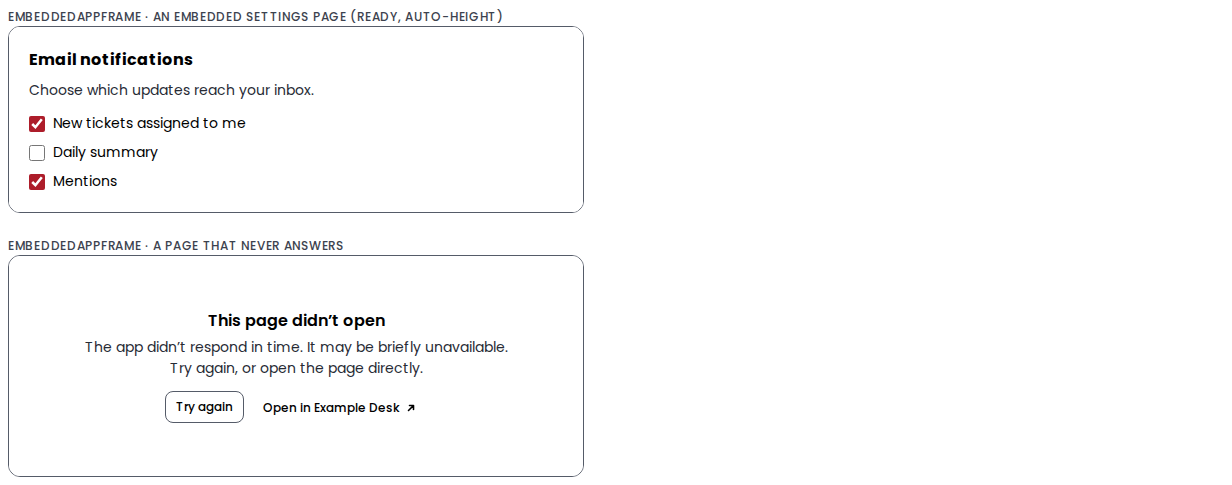 EMBEDDEDAPPFRAME · AN EMBEDDED SETTINGS PAGE (READY, AUTO-HEIGHT)
Email notifications
Choose which updates reach your inbox.
New tickets assigned to me
Daily summary
Mentions
EMBEDDEDAPPFRAME · A PAGE THAT NEVER ANSWERS
This page didn’t open
The app didn’t respond in time. It may be briefly unavailable.
Try again, or open the page directly.
Try again
Open in Example Desk ↗